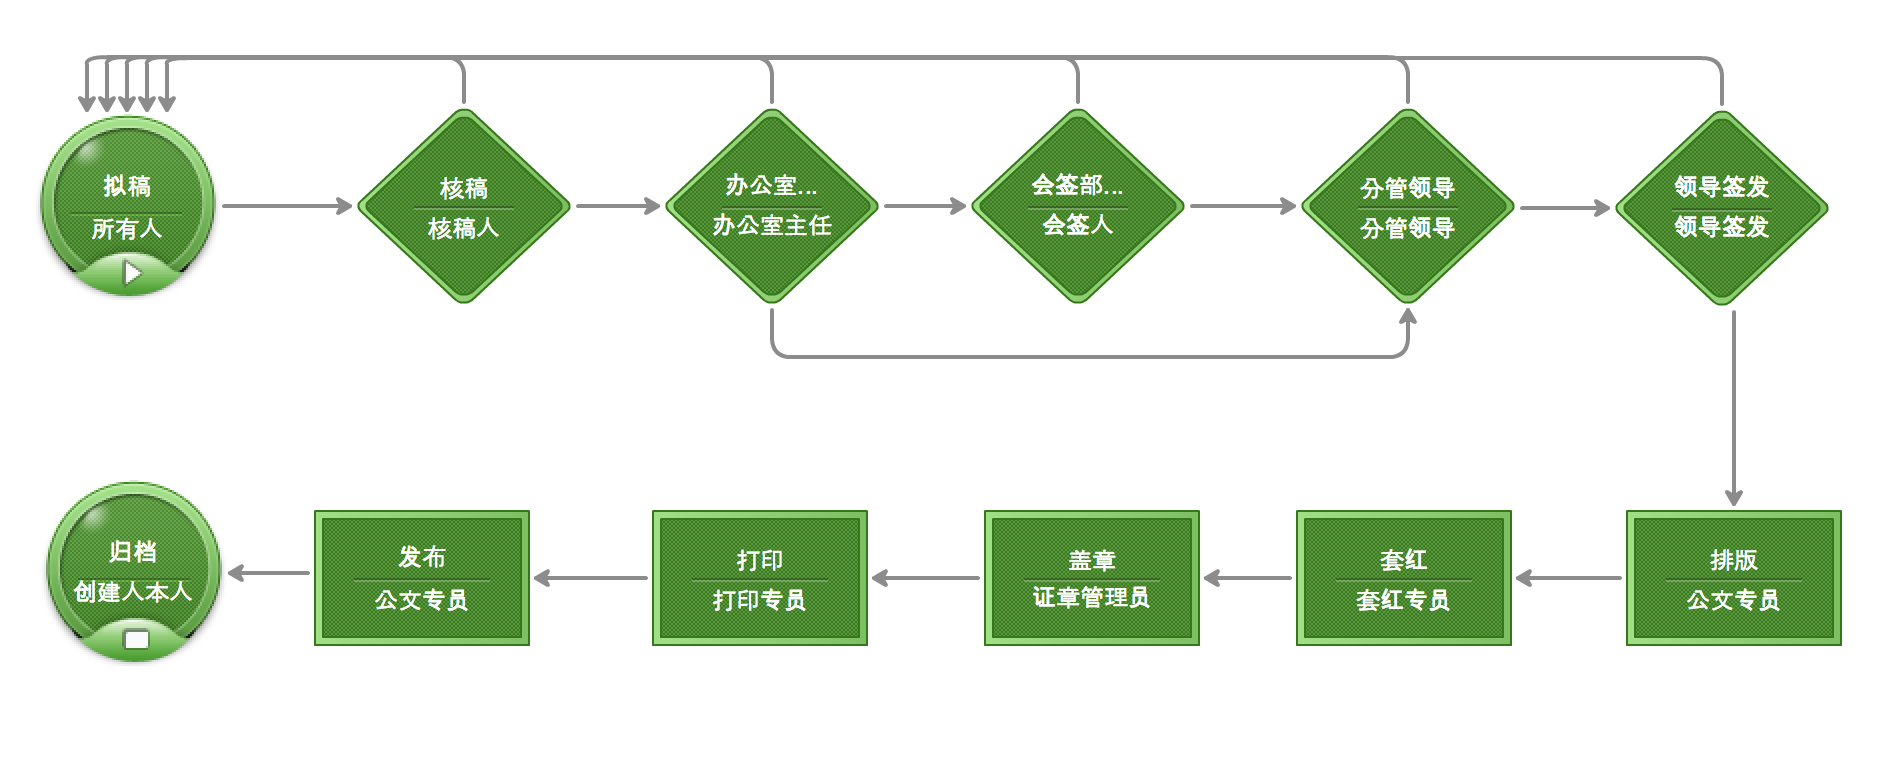 拟稿
所有人
核稿
核稿人
办公室...
办公室主任
会签部...
会签人
分管领导
分管领导
领导签发
领导签发
归档
创建人本人
发布
公文专员
打印
打印专员
盖章
证章管理员
套红
套红专员
排版
公文专员